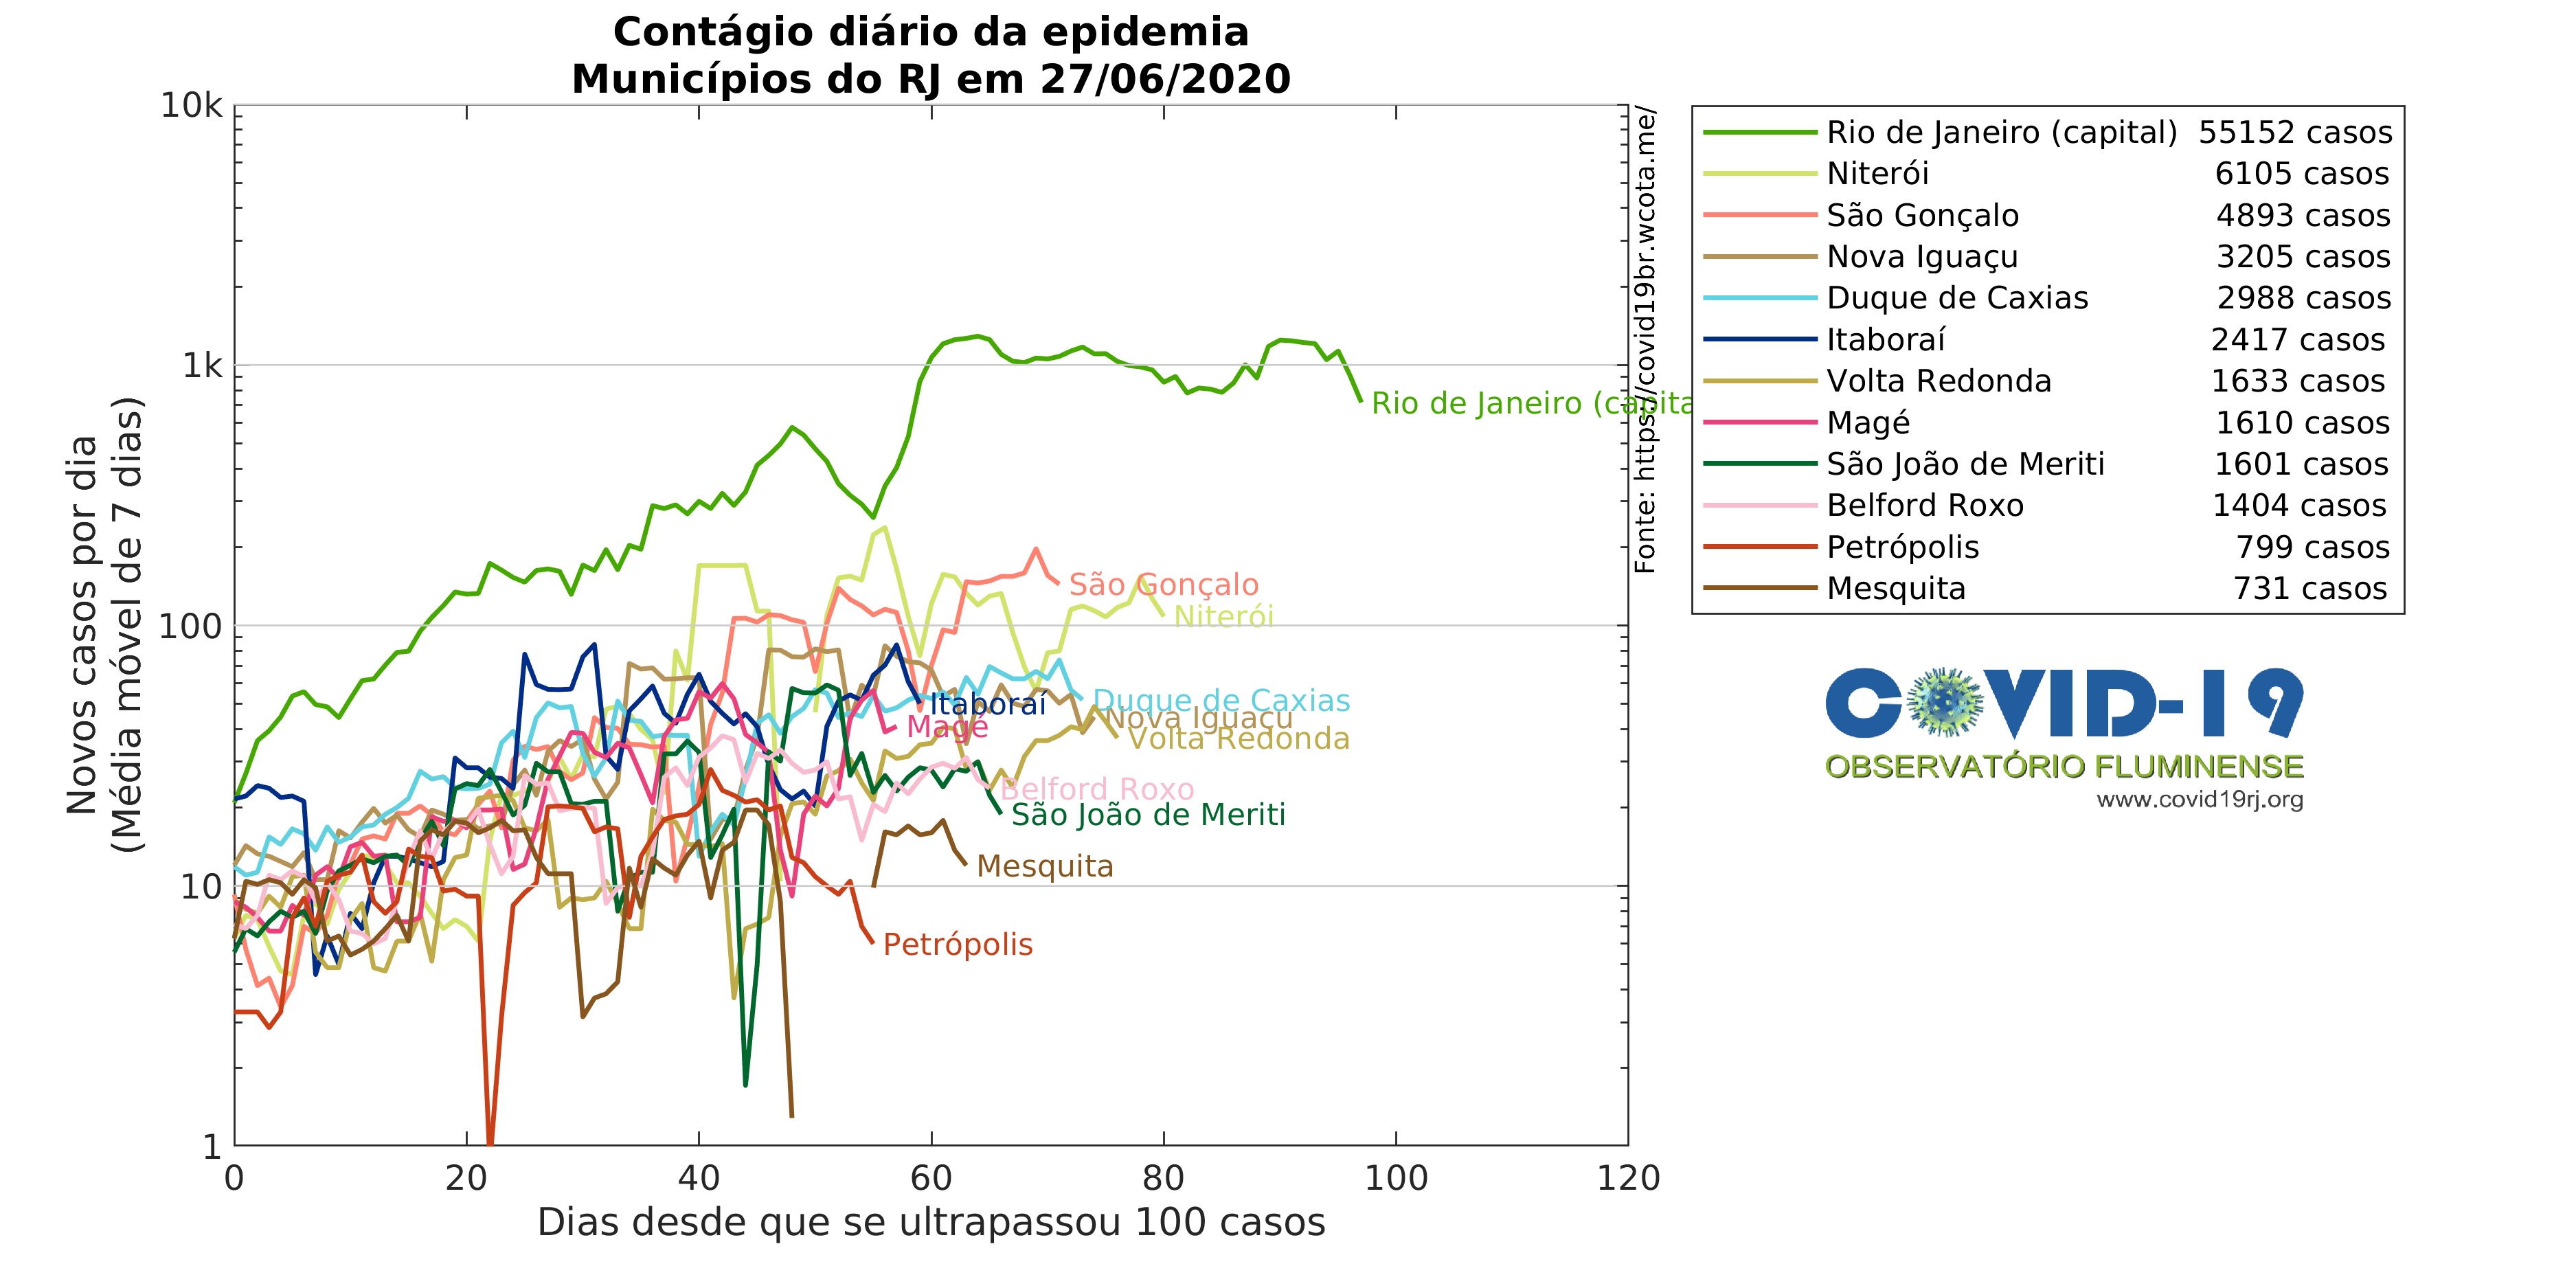 Contágio diário da epidemia
Municípios do RJ em 27/06/2020
Novos casos por dia
(Média móvel de 7 dias)
10k
1k
100
10
1
0 20 40 60 80 100 120
Dias desde que se ultrapassou 100 casos
Rio de Janeiro (capita
São Gonçalo
Niterói
Duque de Caxias
Itaboraí
Nova Iguaçu
Magé
Volta Redonda
Belford Roxo
São João de Meriti
Mesquita
Petrópolis
Fonte: https://covid19br.wcota.me/
Rio de Janeiro (capital) 55152 casos
Niterói 6105 casos
São Gonçalo 4893 casos
Nova Iguaçu 3205 casos
Duque de Caxias 2988 casos
Itaboraí 2417 casos
Volta Redonda 1633 casos
Magé 1610 casos
São João de Meriti 1601 casos
Belford Roxo 1404 casos
Petrópolis 799 casos
Mesquita 731 casos
COVID-19
OBSERVATÓRIO FLUMINENSE
www.covid19rj.org